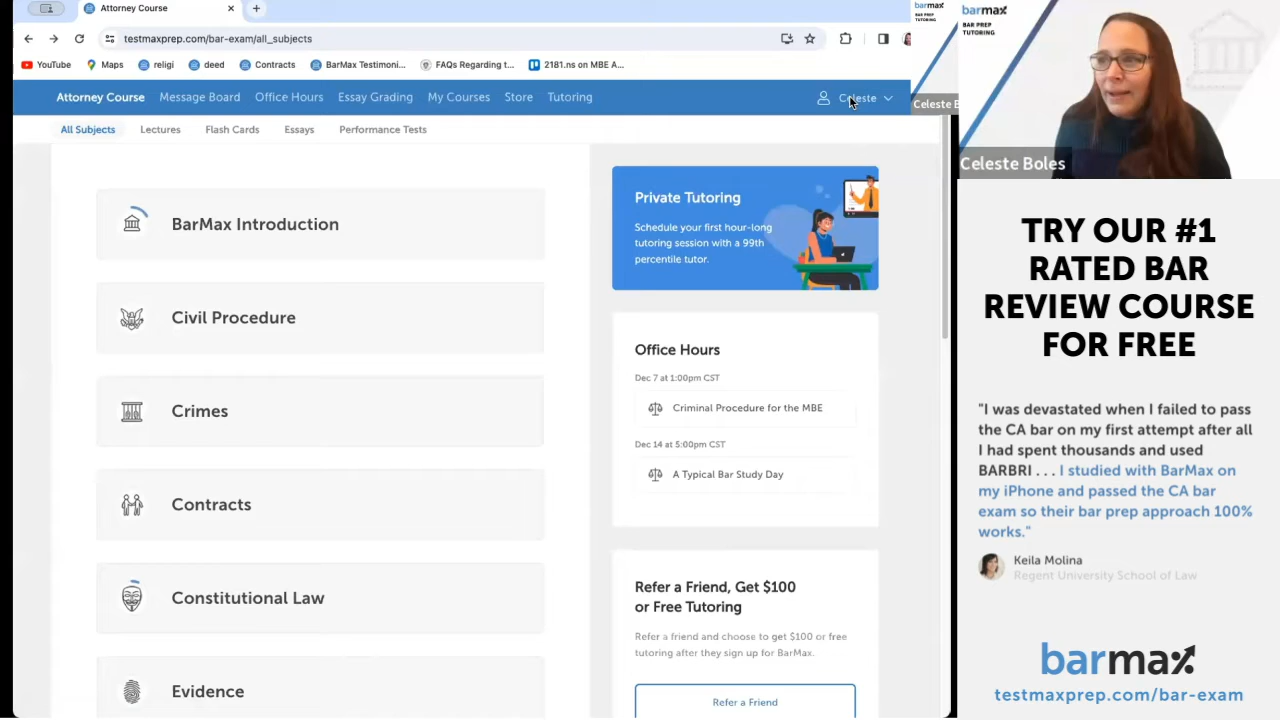 Attorney Course
testmaxprep.com/bar-exam/all_subjects
YouTube
Maps
religi
deed
Contracts
BarMax Testimoni...
FAQs Regarding t...
2181.ns on MBE A...
Attorney Course
Message Board
Office Hours
Essay Grading
My Courses
Store
Tutoring
Celeste
All Subjects
Lectures
Flash Cards
Essays
Performance Tests
BarMax Introduction
Civil Procedure
Crimes
Contracts
Constitutional Law
Evidence
Private Tutoring
Schedule your first hour-long
tutoring session with a 99th
percentile tutor.
Office Hours
Dec 7 at 1:00pm CST
Criminal Procedure for the MBE
Dec 14 at 5:00pm CST
A Typical Bar Study Day
Refer a Friend, Get $100
or Free Tutoring
Refer a friend and choose to get $100 or free
tutoring after they sign up for BarMax.
Refer a Friend
barmax
BAR PREP
TUTORING
Celeste B
barmax
BAR PREP
TUTORING
Celeste Boles
TRY OUR #1
RATED BAR
REVIEW COURSE
FOR FREE
"I was devastated when I failed to pass
the CA bar on my first attempt after all
I had spent thousands and used
BARBRI . . . I studied with BarMax on
my iPhone and passed the CA bar
exam so their bar prep approach 100%
works."
Keila Molina
Regent University School of Law
barmax
testmaxprep.com/bar-exam